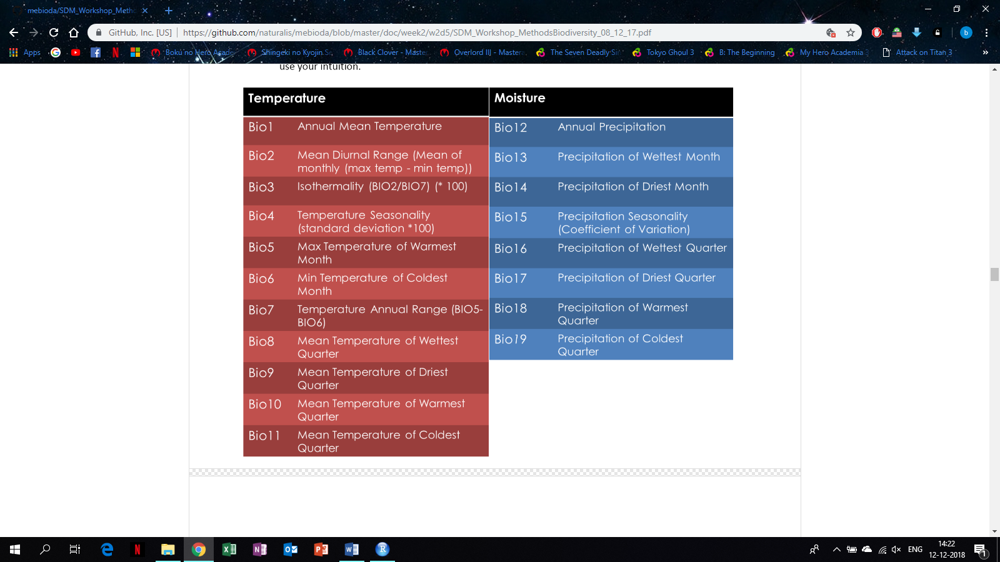 mebioda/SDM_Workshop_Meth
GitHub, Inc. [US]
https://github.com/naturalis/mebioda/blob/master/doc/week2/w2d5/SDM_Workshop_MethodsBiodiversity_08_12_17.pdf
b
Apps
Boku no Hero Acade
Shingeki no Kyojin Se
Black Clover - Master
Overlord III - Mastera
The Seven Deadly Sin
Tokyo Ghoul 3
B: The Beginning
My Hero Academia 3
Attack on Titan 3
»
use your intuition.
Temperature
Bio1 Annual Mean Temperature
Bio2 Mean Diurnal Range (Mean of
monthly (max temp - min temp))
Bio3 Isothermality (BIO2/BIO7) (* 100)
Bio4 Temperature Seasonality
(standard deviation *100)
Bio5 Max Temperature of Warmest
Month
Bio6 Min Temperature of Coldest
Month
Bio7 Temperature Annual Range (BIO5-
BIO6)
Bio8 Mean Temperature of Wettest
Quarter
Bio9 Mean Temperature of Driest
Quarter
Bio10 Mean Temperature of Warmest
Quarter
Bio11 Mean Temperature of Coldest
Quarter
Moisture
Bio12 Annual Precipitation
Bio13 Precipitation of Wettest Month
Bio14 Precipitation of Driest Month
Bio15 Precipitation Seasonality
(Coefficient of Variation)
Bio16 Precipitation of Wettest Quarter
Bio17 Precipitation of Driest Quarter
Bio18 Precipitation of Warmest
Quarter
Bio19 Precipitation of Coldest
Quarter
ENG
14:22
12-12-2018
1